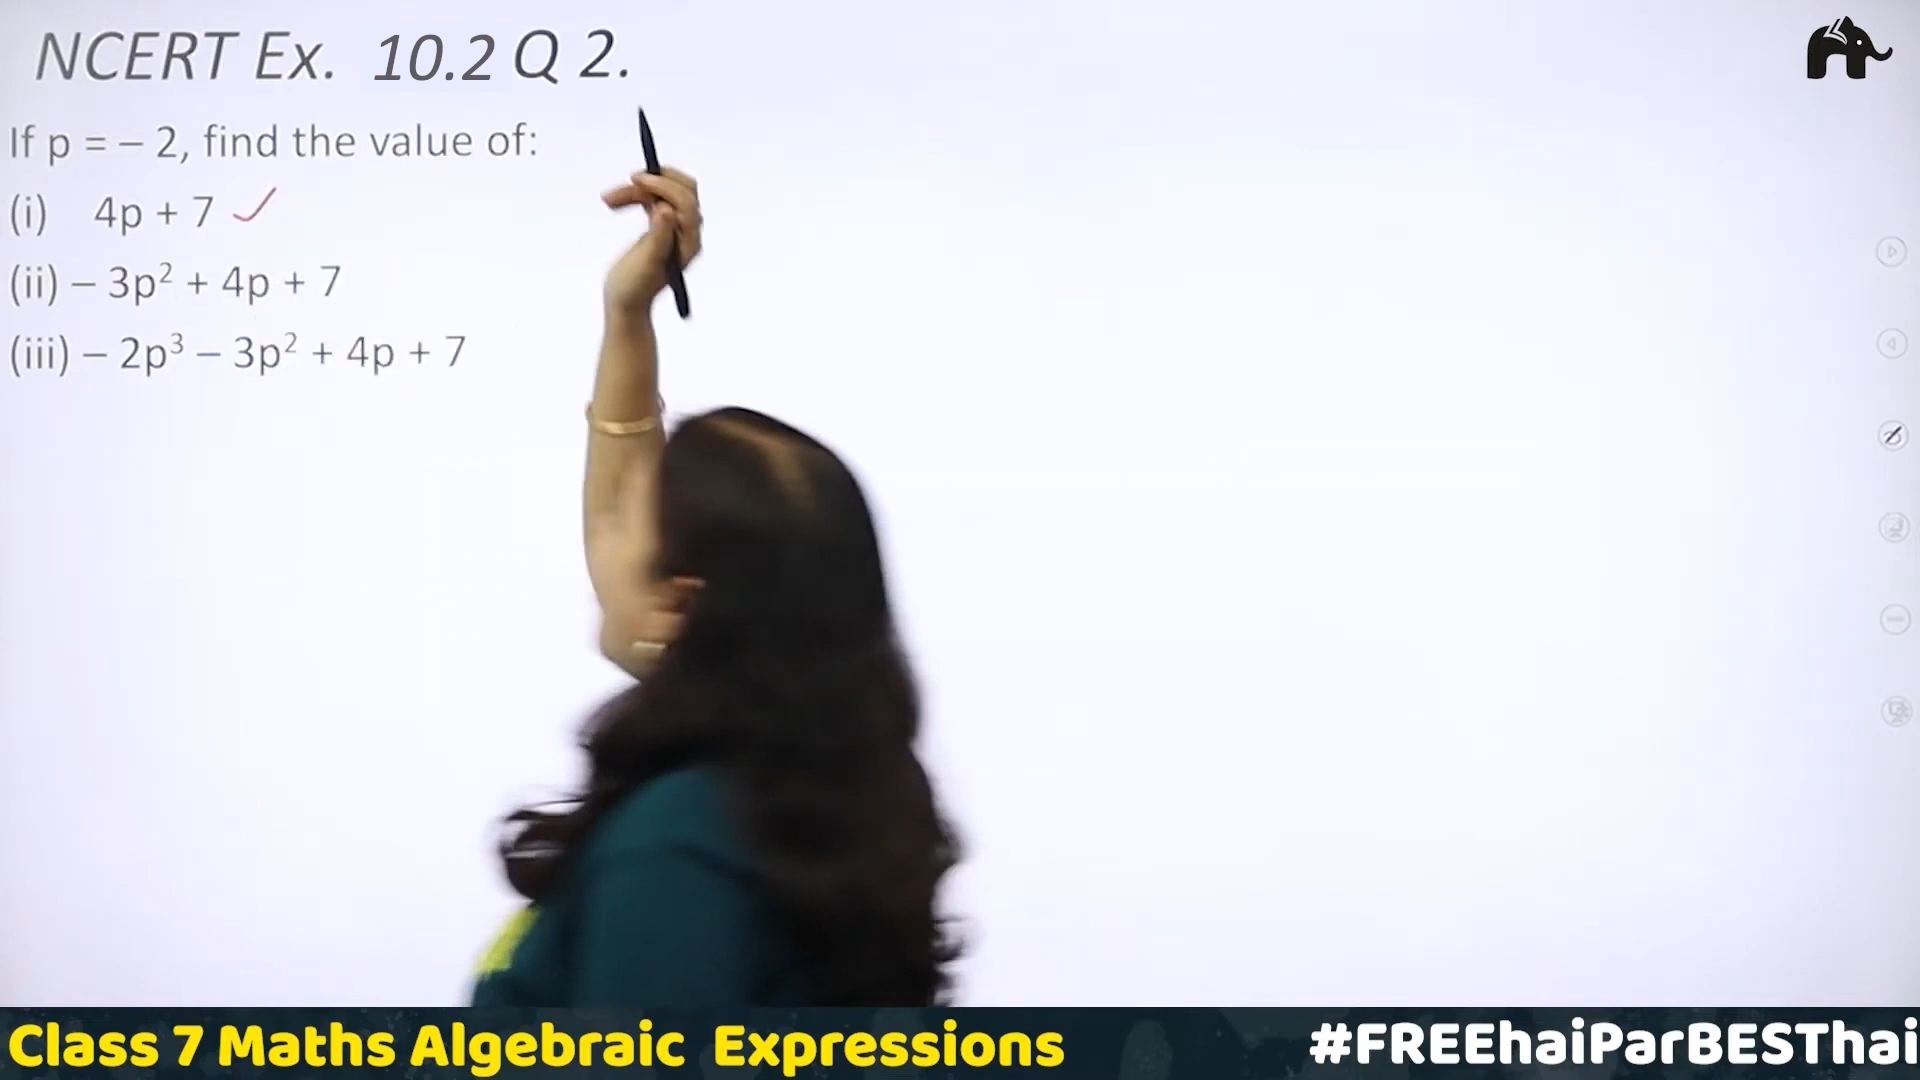 NCERT Ex. 10.2 Q 2.
If p = – 2, find the value of:
(i) 4p + 7
(ii) – 3p² + 4p + 7
(iii) – 2p³ – 3p² + 4p + 7
Class 7 Maths Algebraic Expressions
#FREEhaiParBESThai